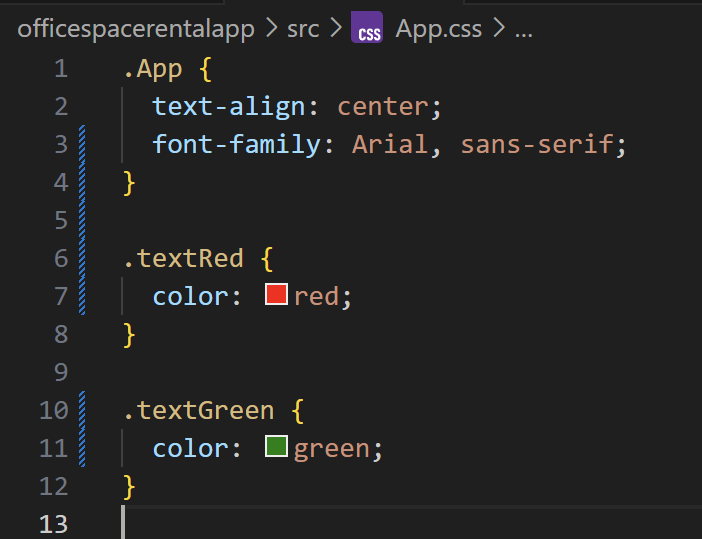 officespacerentalapp > src > CSS App.css > ...
1 .App {
2   text-align: center;
3   font-family: Arial, sans-serif;
4 }
5
6 .textRed {
7   color: red;
8 }
9
10 .textGreen {
11   color: green;
12 }
13